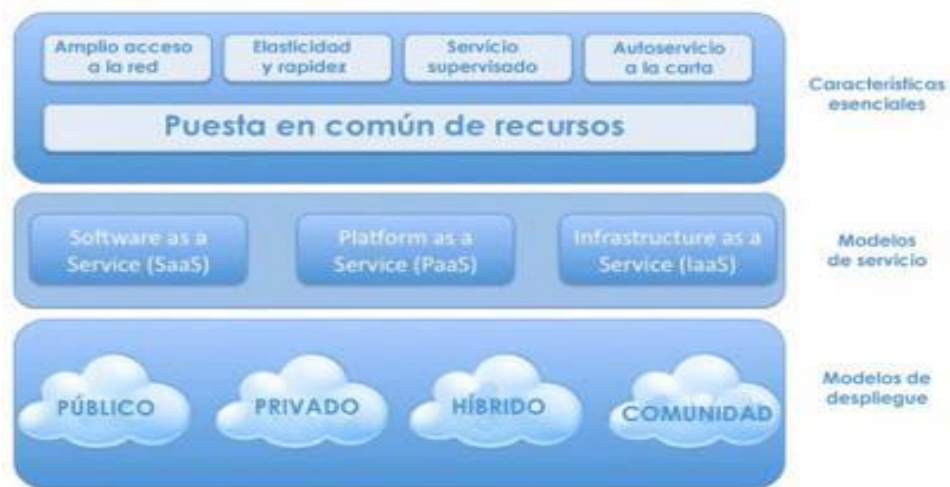 Amplio acceso
a la red
Elasticidad
y rapidez
Servicio
supervisado
Autoservicio
a la carta
Puesta en común de recursos
Características
esenciales
Software as a
Service (SaaS)
Platform as a
Service (PaaS)
Infrastructure as a
Service (IaaS)
Modelos
de servicio
PÚBLICO
PRIVADO
HÍBRIDO
COMUNIDAD
Modelos de
despliegue